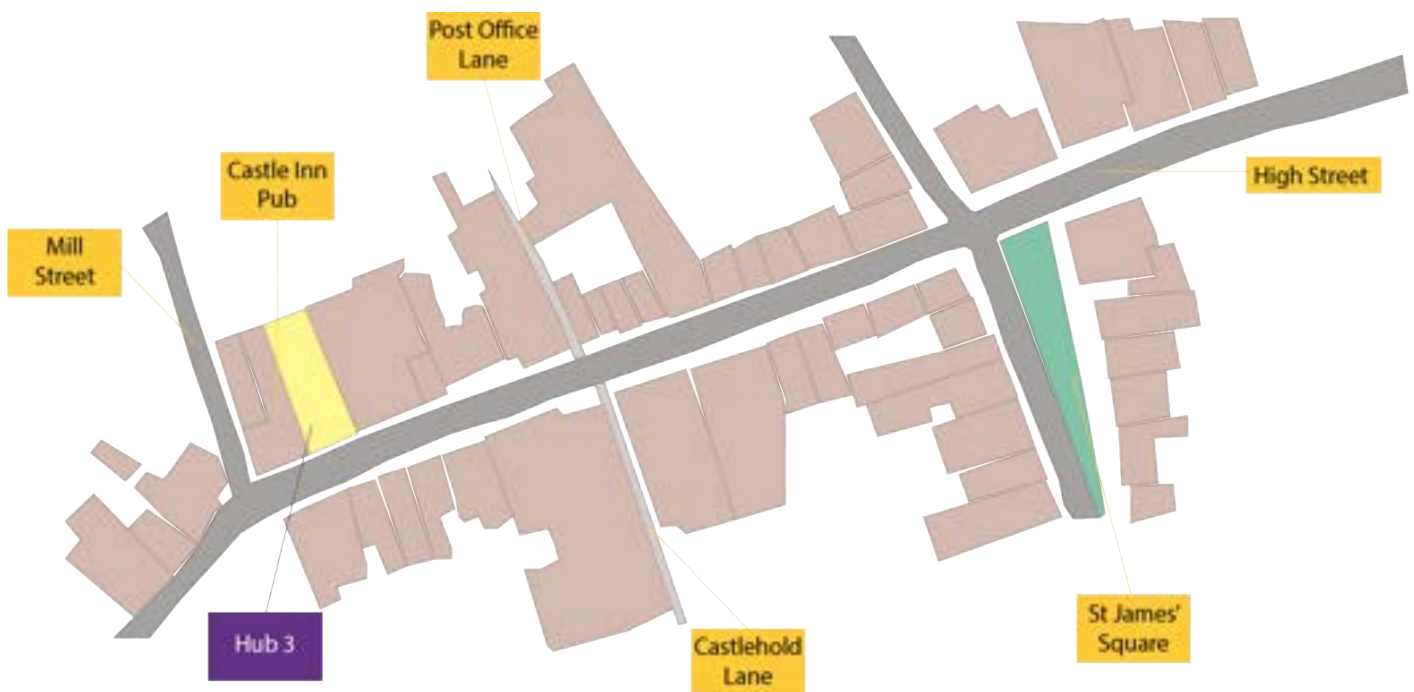 Post Office
Lane
Castle Inn
Pub
High Street
Mill
Street
Hub 3
St James'
Square
Castlehold
Lane